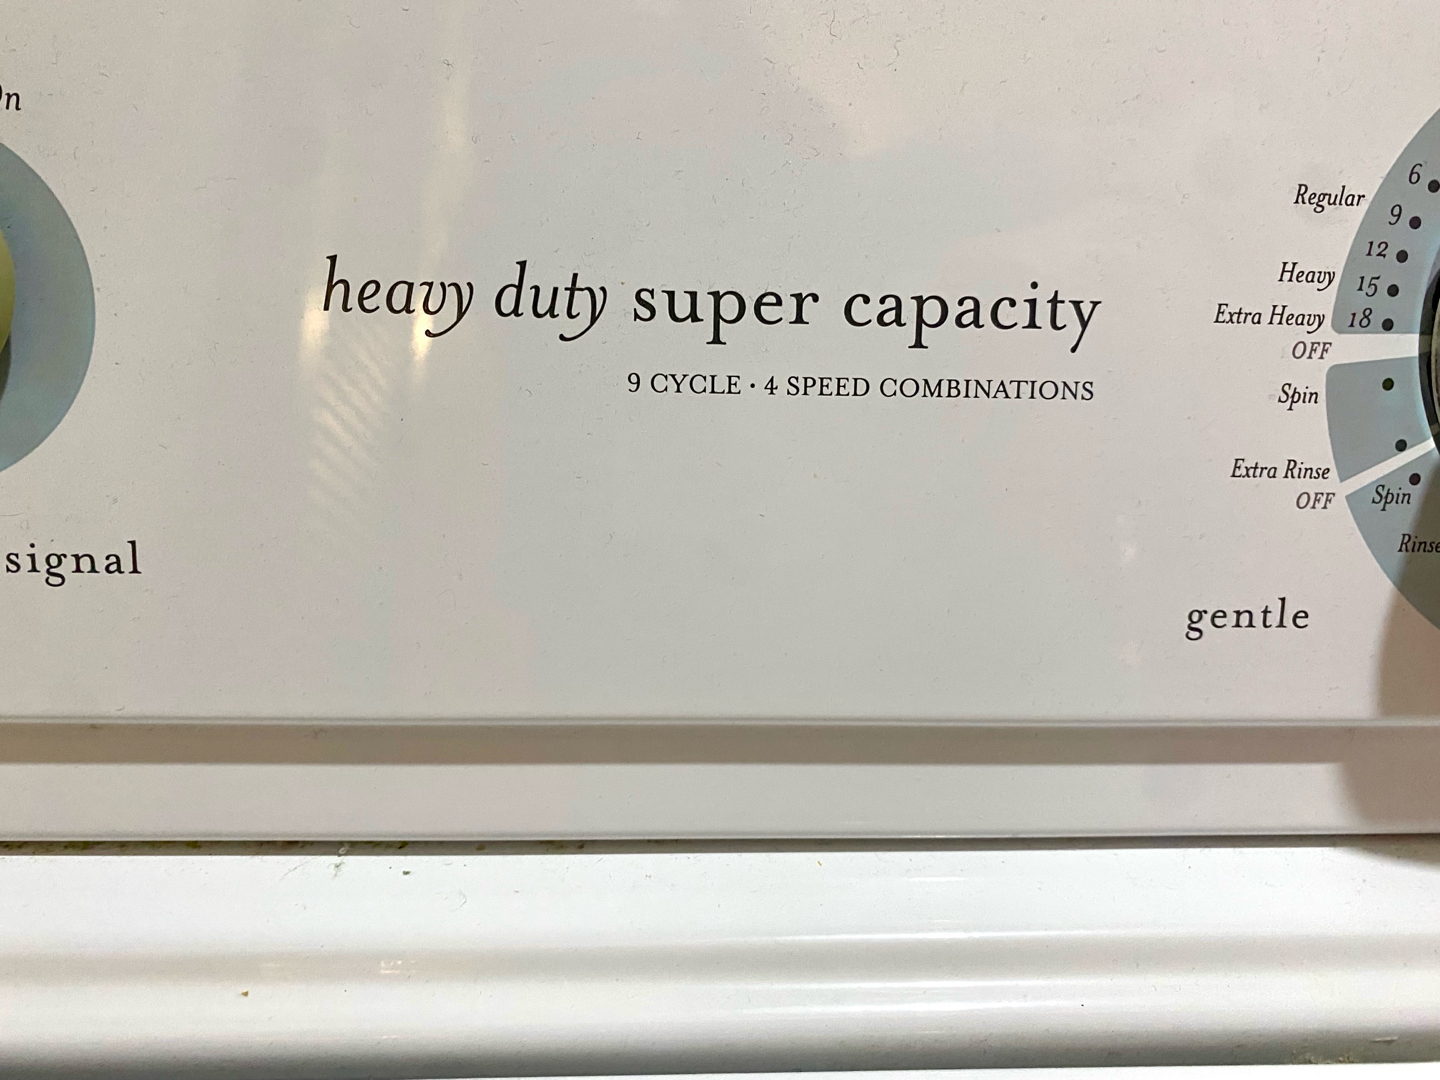 On
signal
heavy duty super capacity
9 CYCLE · 4 SPEED COMBINATIONS
6
Regular
9
12
Heavy 15
Extra Heavy 18
OFF
Spin
Extra Rinse
OFF
Spin
Rinse
gentle